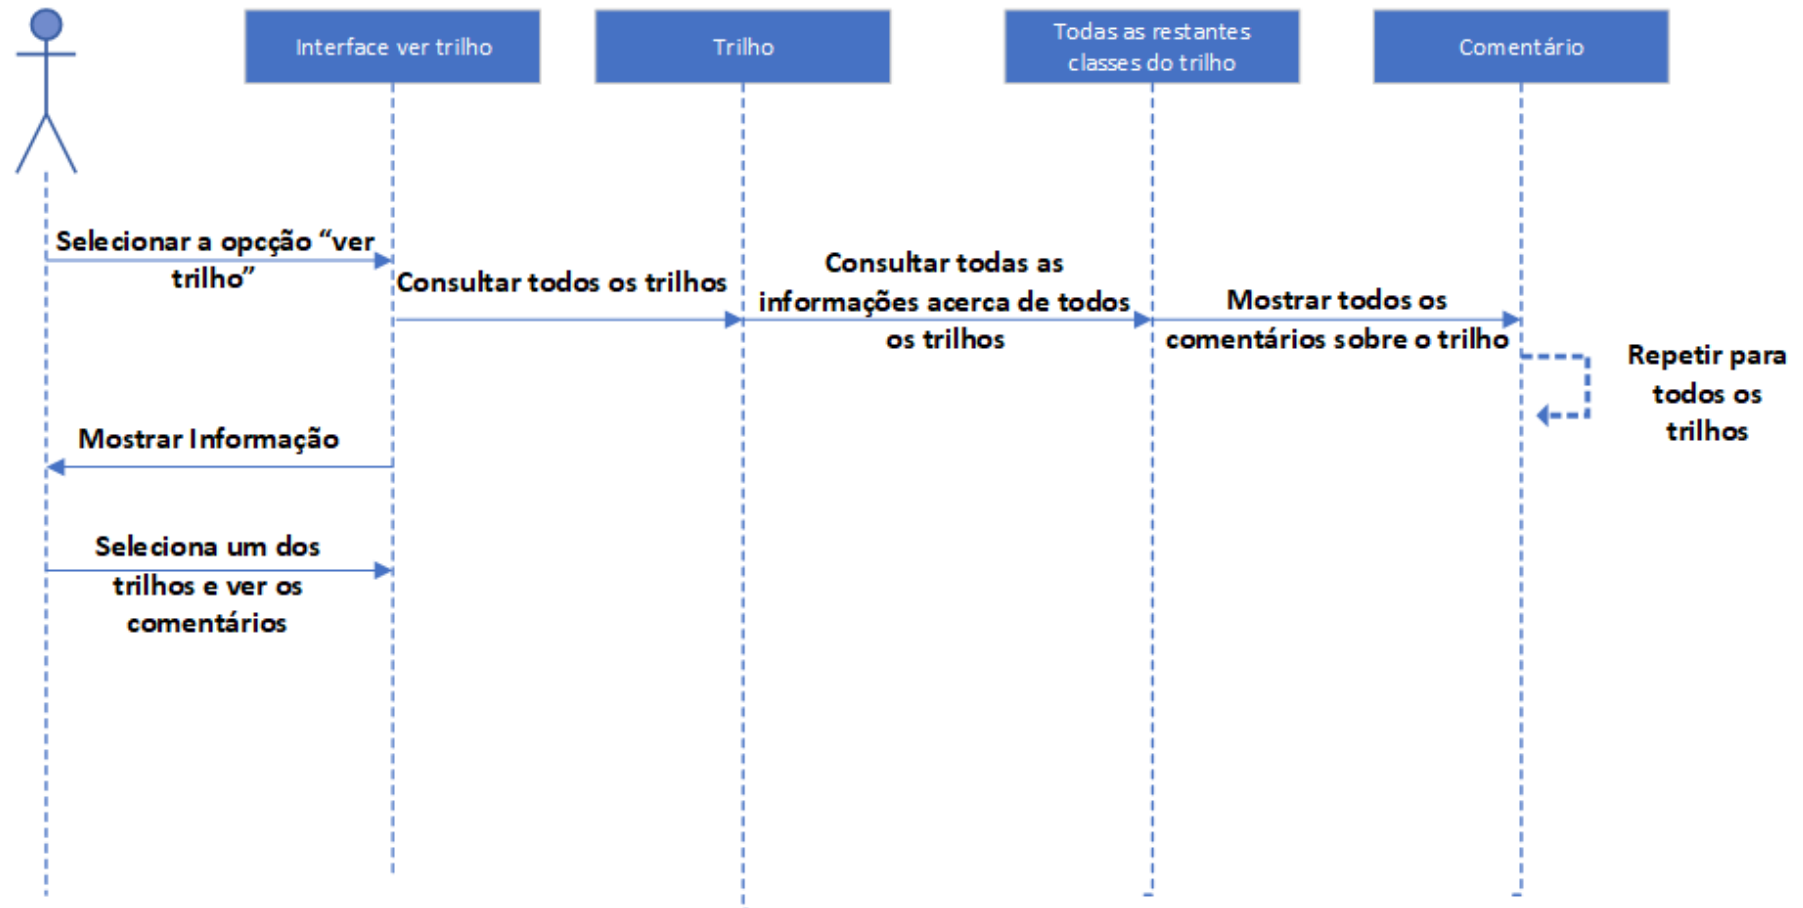 Interface ver trilho
Trilho
Todas as restantes
classes do trilho
Comentário
Selecionar a opcção “ver
trilho”
Consultar todos os trilhos
Consultar todas as
informações acerca de todos
os trilhos
Mostrar todos os
comentários sobre o trilho
Repetir para
todos os
trilhos
Mostrar Informação
Seleciona um dos
trilhos e ver os
comentários